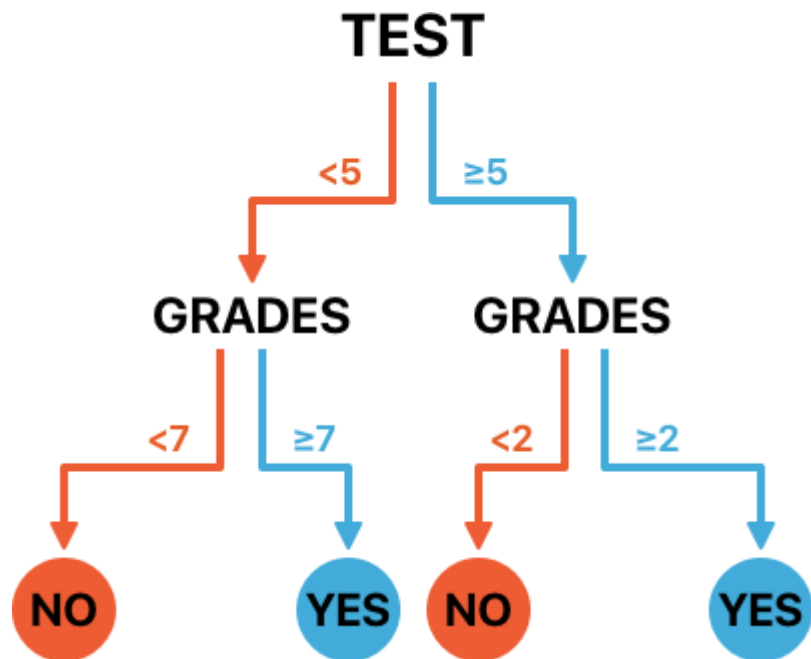 TEST
<5 ≥5
GRADES GRADES
<7 ≥7 <2 ≥2
NO YES NO YES